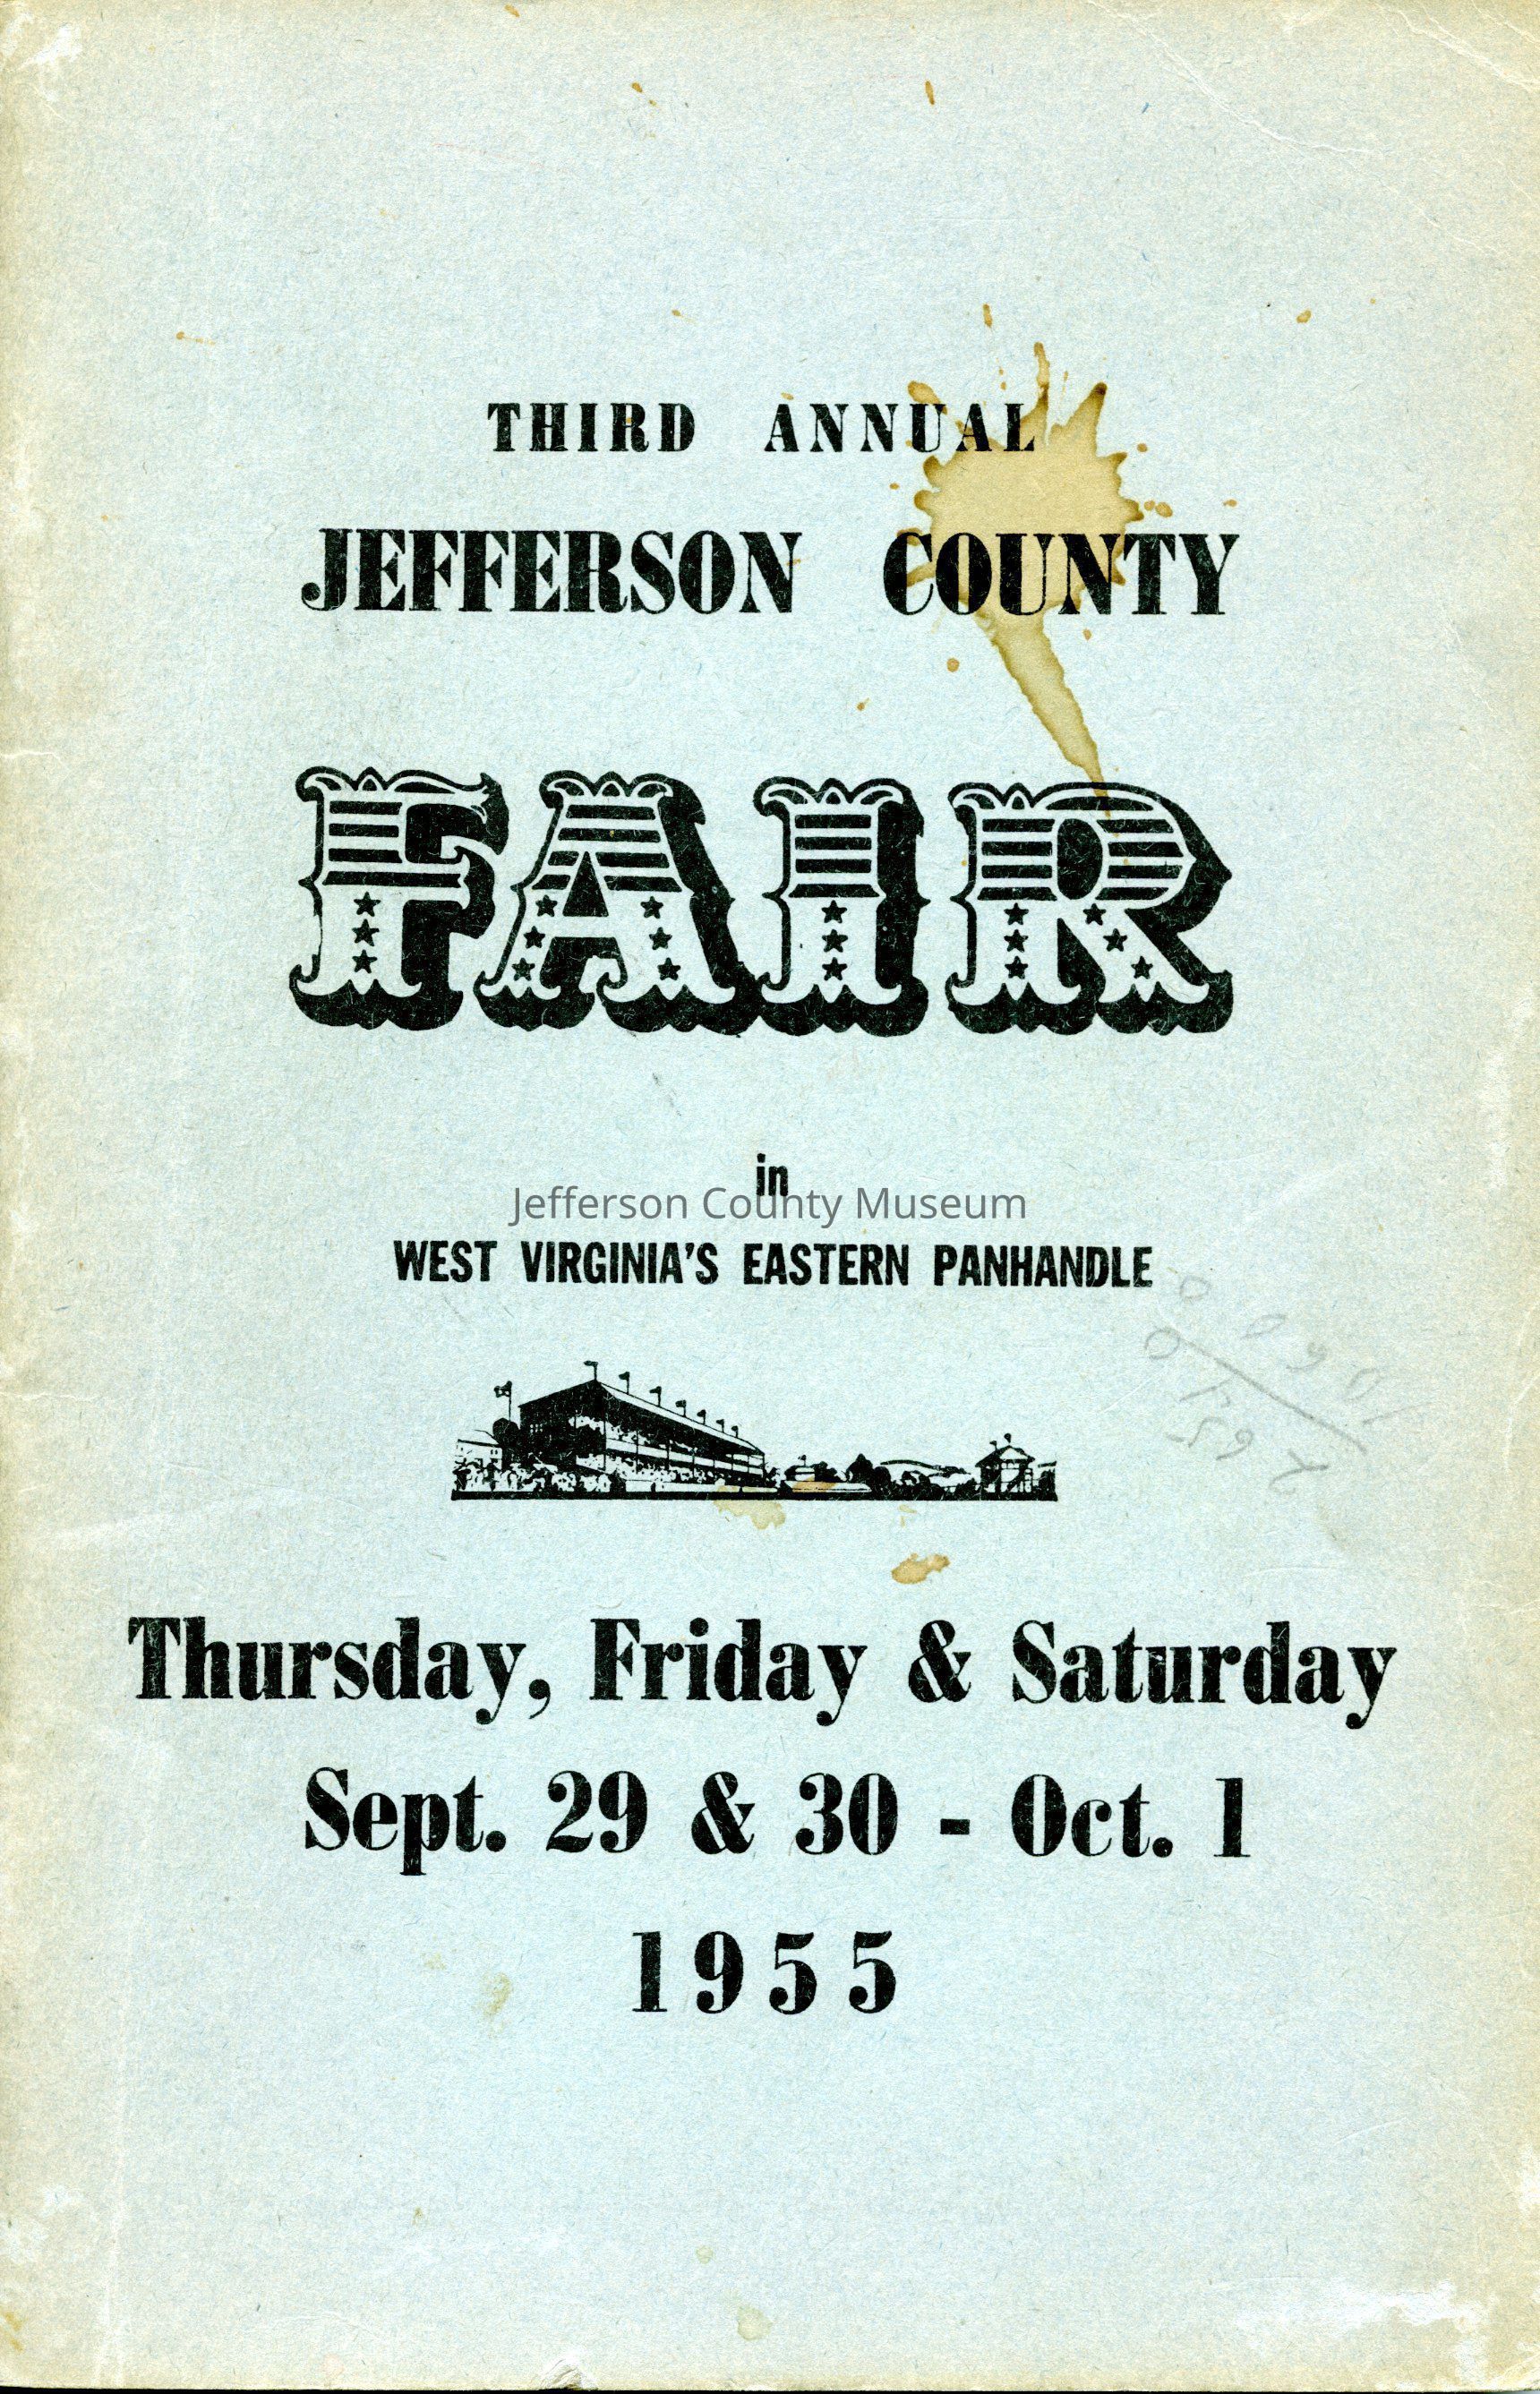 THIRD ANNUAL
JEFFERSON COUNTY
FAIR
in
Jefferson County Museum
WEST VIRGINIA'S EASTERN PANHANDLE
Thursday, Friday & Saturday
Sept. 29 & 30 - Oct. 1
1955